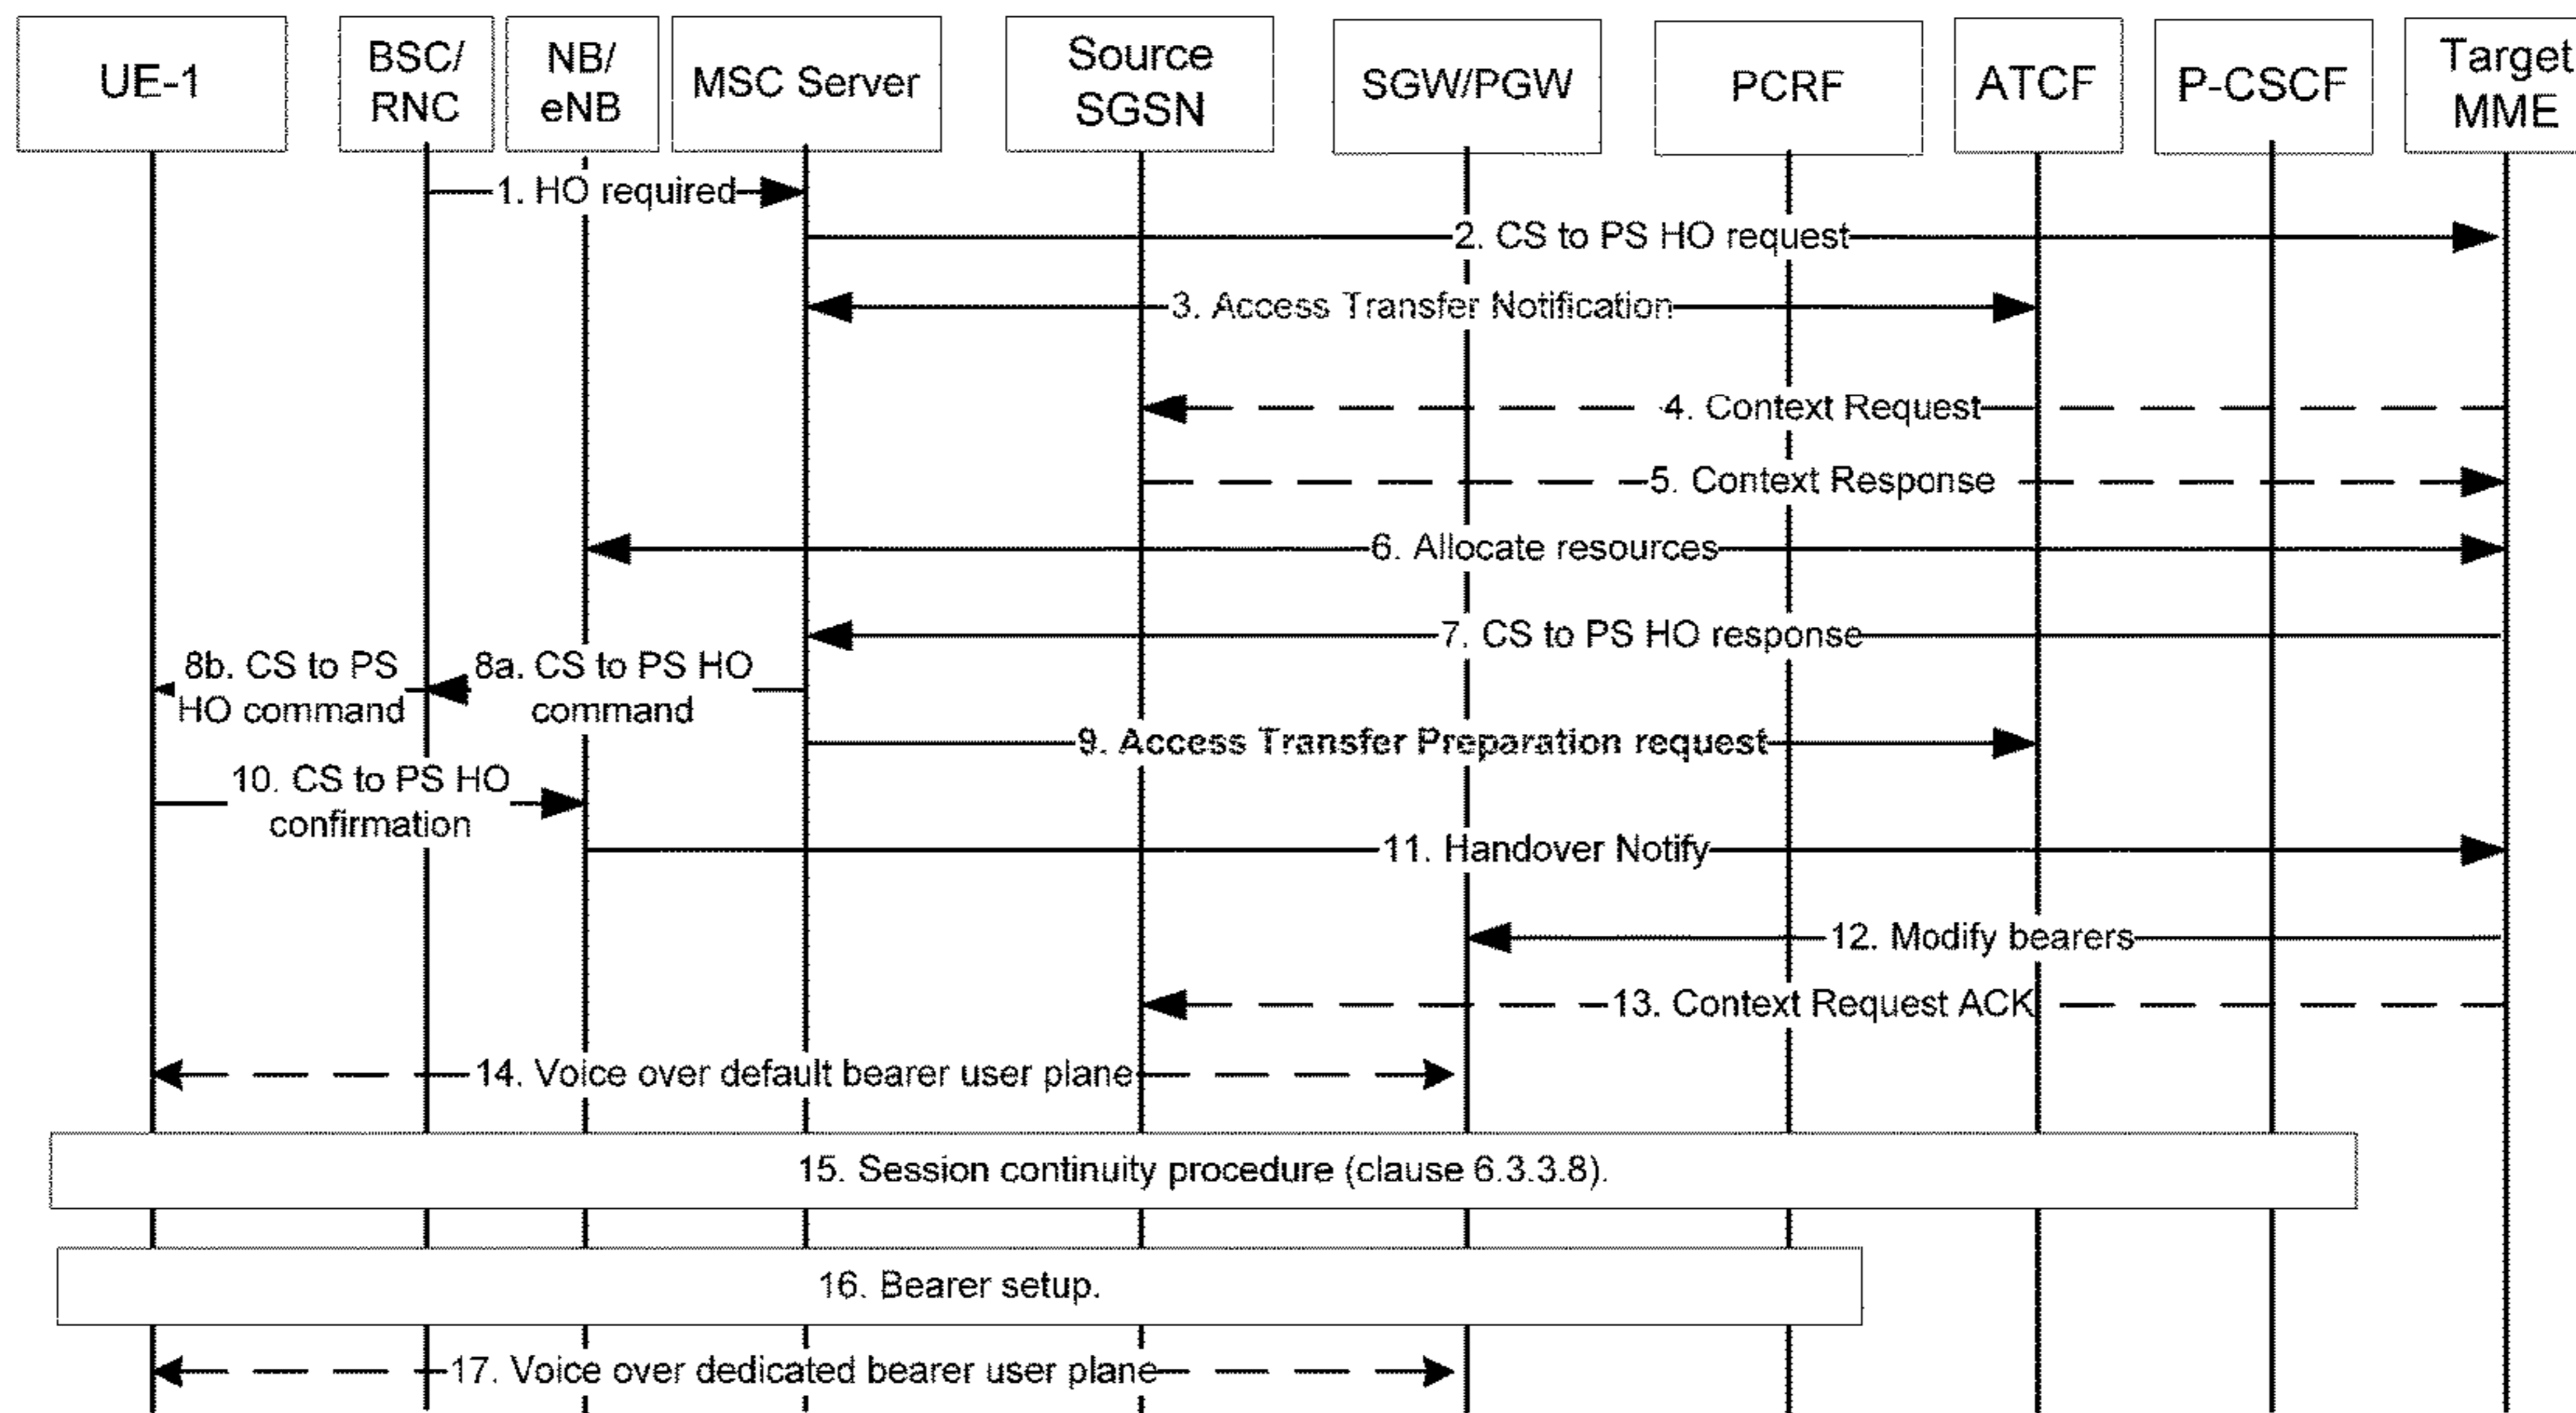 UE-1
BSC/
RNC
NB/
eNB
MSC Server
Source
SGSN
SGW/PGW
PCRF
ATCF
P-CSCF
Target
MME
1. HO required
2. CS to PS HO request
3. Access Transfer Notification
4. Context Request
5. Context Response
6. Allocate resources
7. CS to PS HO response
8b. CS to PS
HO command
8a. CS to PS HO
command
9. Access Transfer Preparation request
10. CS to PS HO
confirmation
11. Handover Notify
12. Modify bearers
13. Context Request ACK
14. Voice over default bearer user plane
15. Session continuity procedure (clause 6.3.3.8).
16. Bearer setup.
17. Voice over dedicated bearer user plane